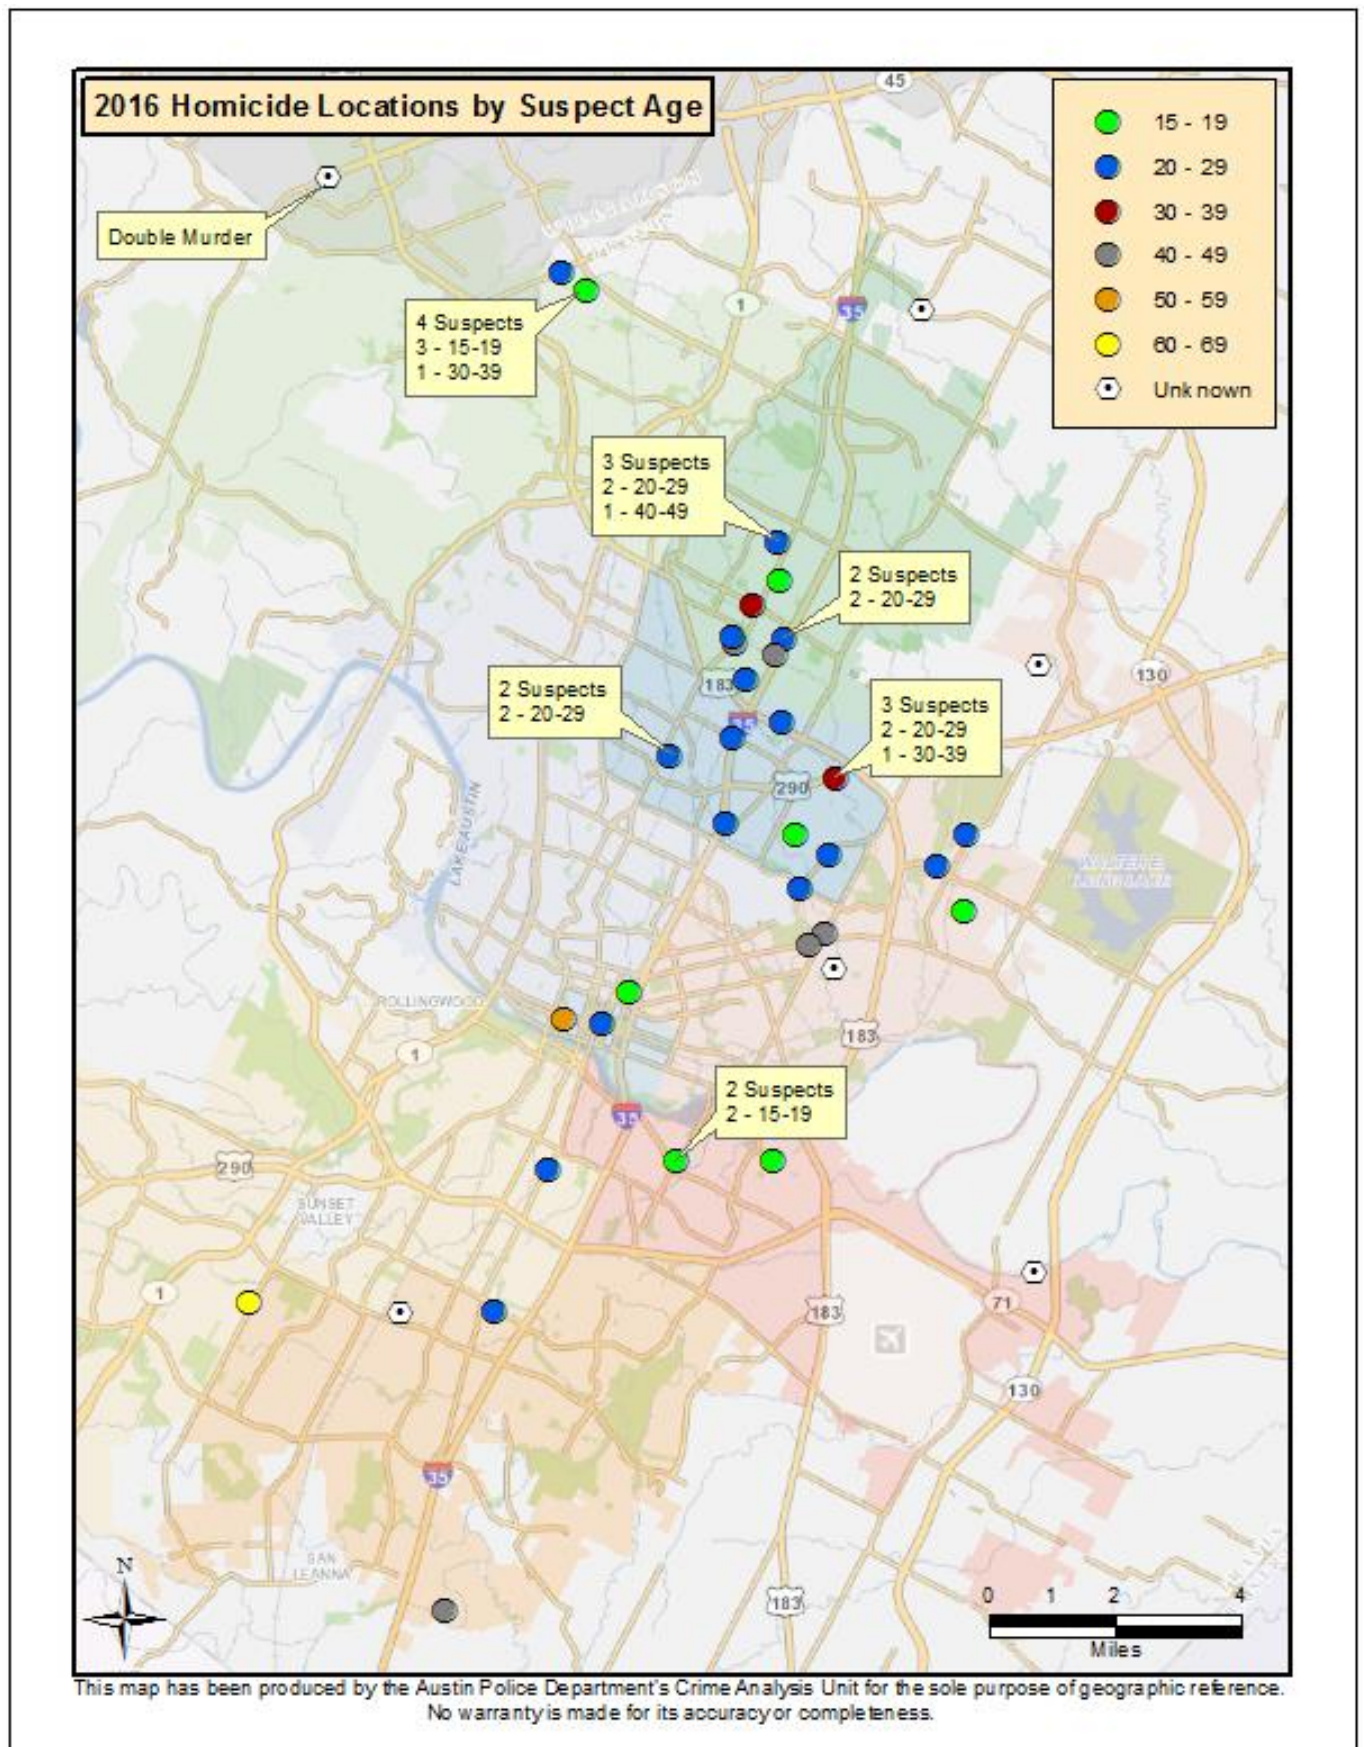 2016 Homicide Locations by Suspect Age
45
15 - 19
20 - 29
30 - 39
40 - 49
50 - 59
60 - 69
Unknown
Double Murder
1
35
4 Suspects
3 - 15-19
1 - 30-39
3 Suspects
2 - 20-29
1 - 40-49
2 Suspects
2 - 20-29
130
183
2 Suspects
2 - 20-29
35
3 Suspects
2 - 20-29
1 - 30-39
290
LAKE AUSTIN
WALTER E
LONG LAKE
ROLLINGWOOD
1
183
2 Suspects
2 - 15-19
35
290
SUNSET
VALLEY
1
183
71
130
35
SAN
LEANNA
N
183
0 1 2 4
Miles
This map has been produced by the Austin Police Department's Crime Analysis Unit for the sole purpose of geographic reference.
No warranty is made for its accuracy or completeness.